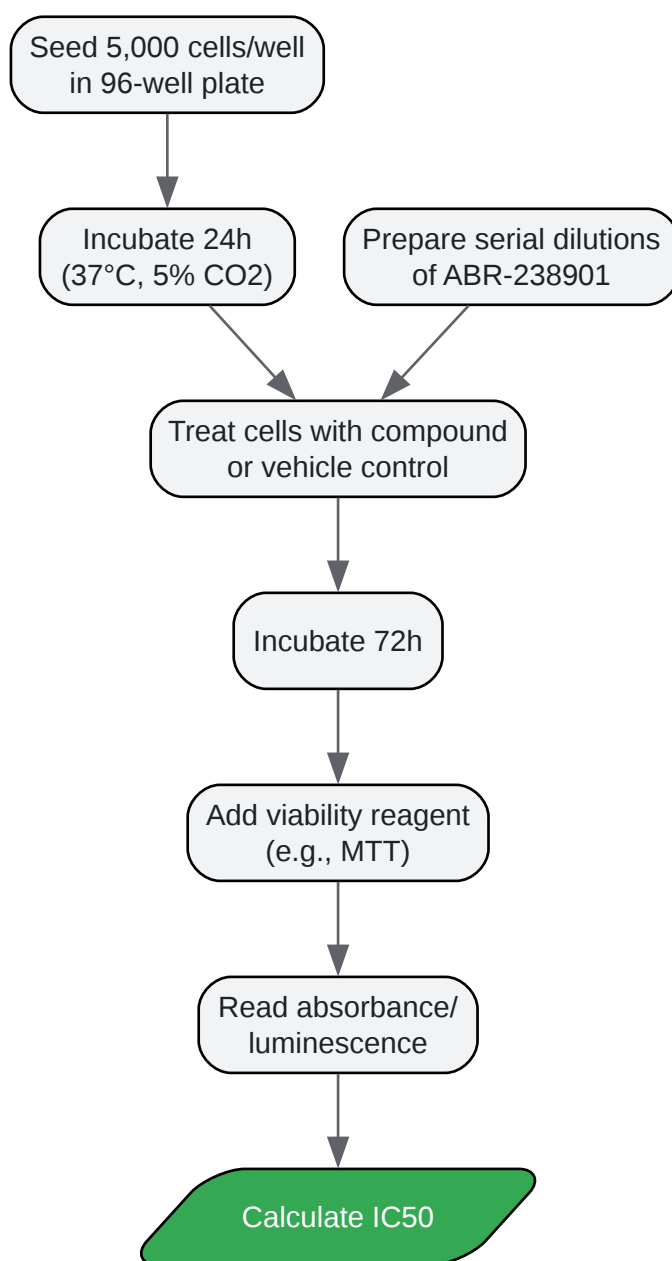 Seed 5,000 cells/well
in 96-well plate
Incubate 24h
(37°C, 5% CO2)
Prepare serial dilutions
of ABR-238901
Treat cells with compound
or vehicle control
Incubate 72h
Add viability reagent
(e.g., MTT)
Read absorbance/
luminescence
Calculate IC50